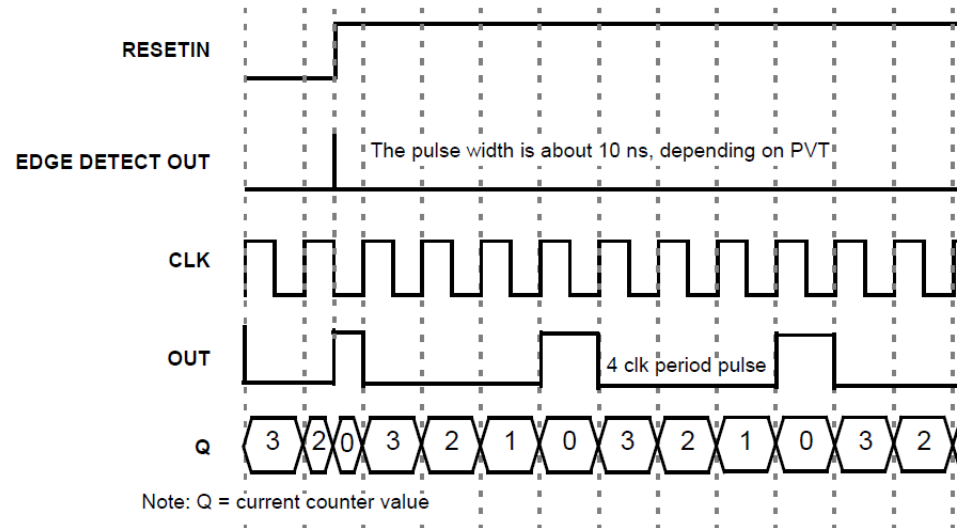 RESETIN
EDGE DETECT OUT
The pulse width is about 10 ns, depending on PVT
CLK
OUT
4 clk period pulse
Q
3 2 0 3 2 1 0 3 2 1 0 3 2
Note: Q = current counter value